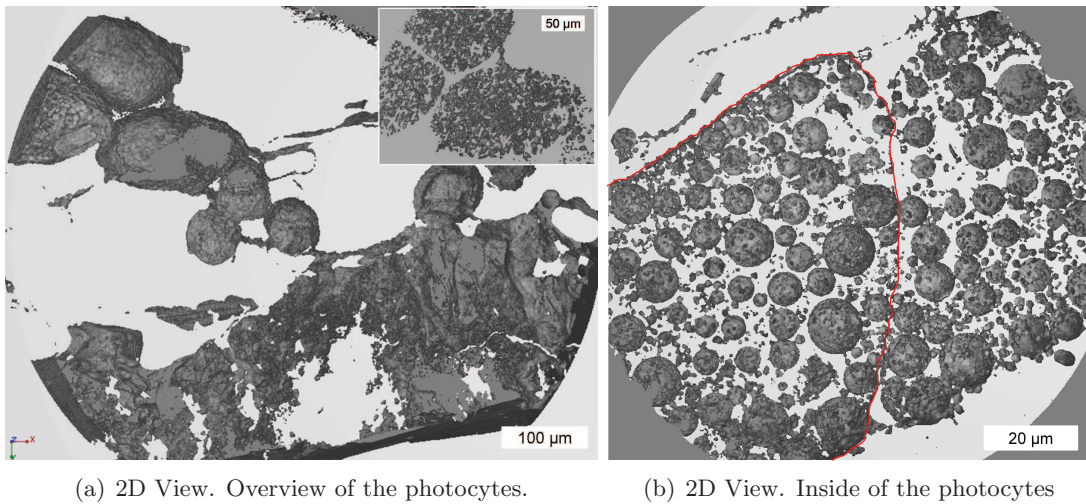 50 µm
100 µm
20 µm
X
Z
Y
(a) 2D View. Overview of the photocytes.
(b) 2D View. Inside of the photocytes